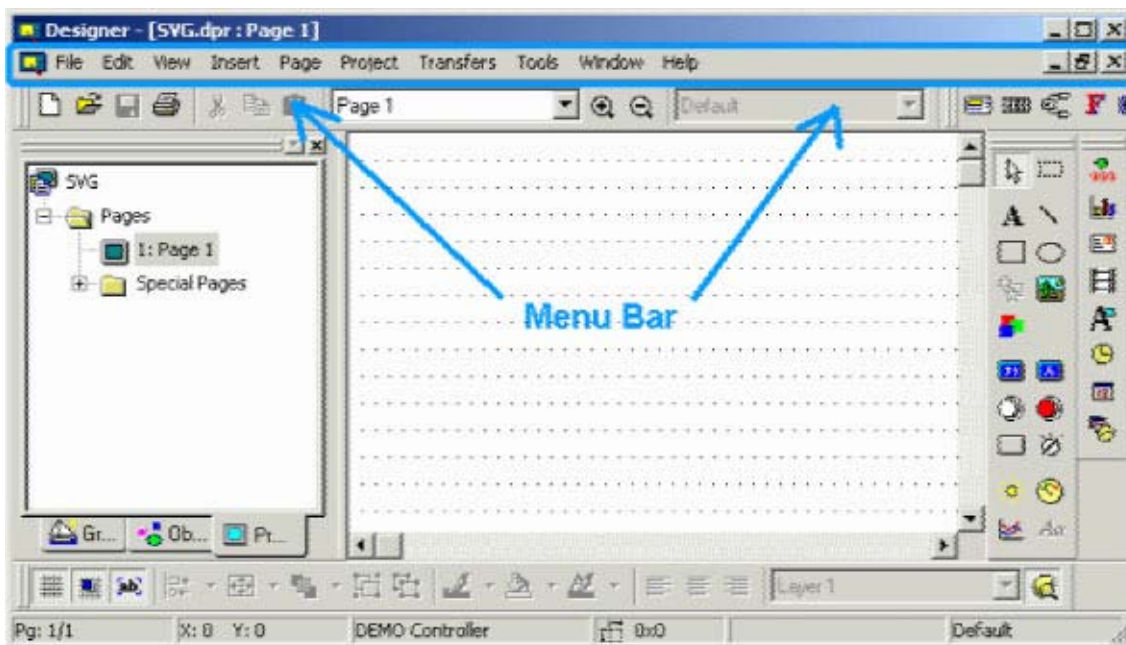 Designer - [SVG.dpr : Page 1]
File Edit View Insert Page Project Transfers Tools Window Help
Page 1 Default
SVG
Pages
1: Page 1
Special Pages
Menu Bar
Gr... Ob... Pr...
Layer 1
Pg: 1/1 X: 0 Y: 0 DEMO Controller 0x0 Default